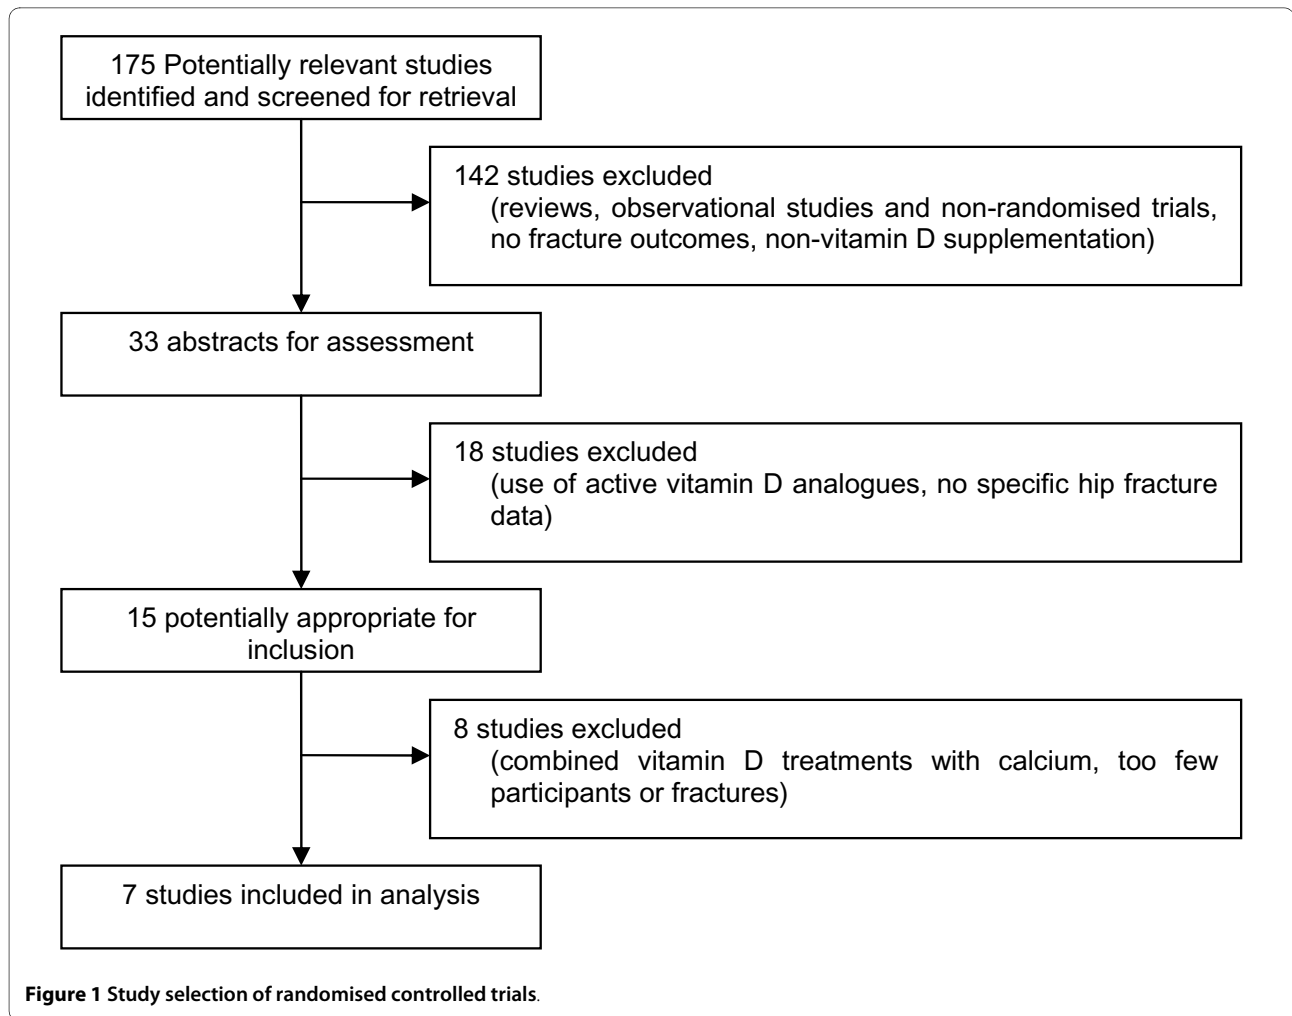 175 Potentially relevant studies
identified and screened for retrieval
142 studies excluded
(reviews, observational studies and non-randomised trials,
no fracture outcomes, non-vitamin D supplementation)
33 abstracts for assessment
18 studies excluded
(use of active vitamin D analogues, no specific hip fracture
data)
15 potentially appropriate for
inclusion
8 studies excluded
(combined vitamin D treatments with calcium, too few
participants or fractures)
7 studies included in analysis
Figure 1 Study selection of randomised controlled trials.